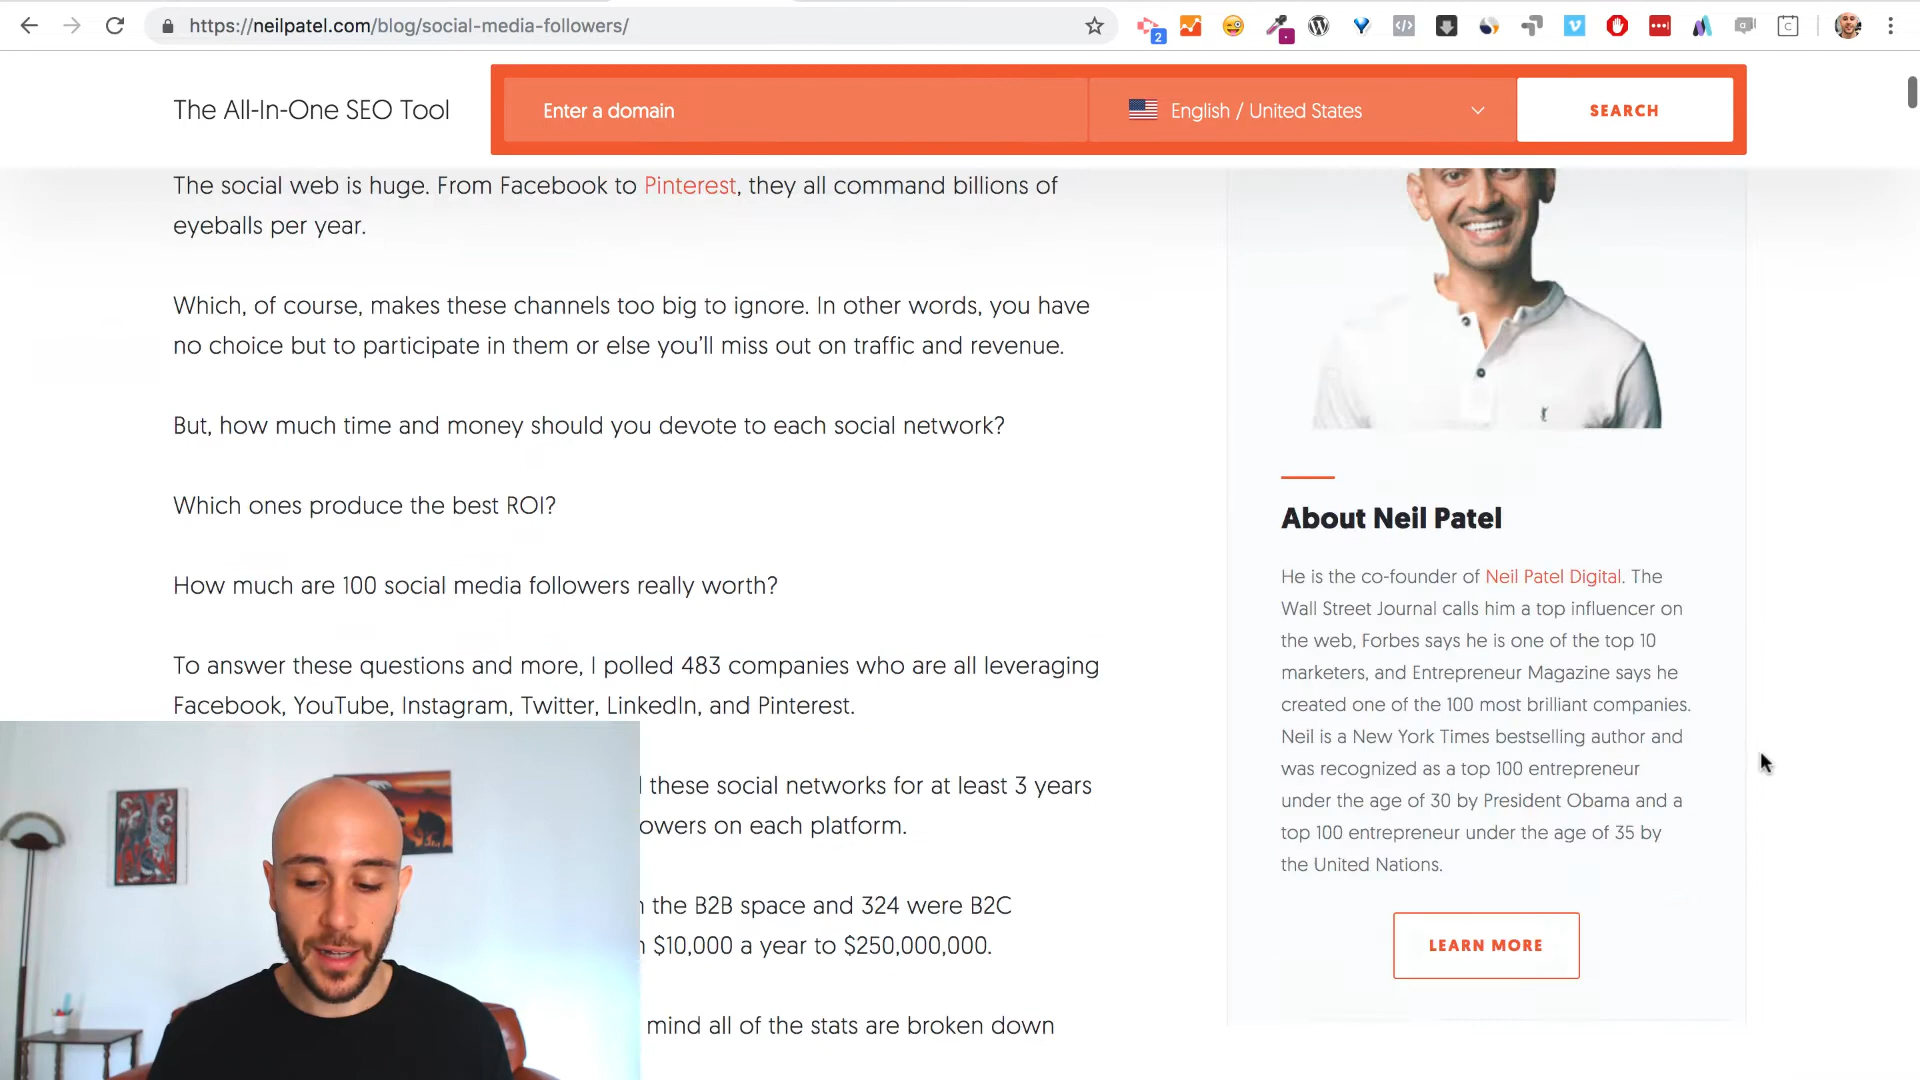 https://neilpatel.com/blog/social-media-followers/
2
The All-In-One SEO Tool
Enter a domain
English / United States
SEARCH
The social web is huge. From Facebook to Pinterest, they all command billions of
eyeballs per year.
Which, of course, makes these channels too big to ignore. In other words, you have
no choice but to participate in them or else you’ll miss out on traffic and revenue.
But, how much time and money should you devote to each social network?
Which ones produce the best ROI?
How much are 100 social media followers really worth?
To answer these questions and more, I polled 483 companies who are all leveraging
Facebook, YouTube, Instagram, Twitter, LinkedIn, and Pinterest.
these social networks for at least 3 years
owers on each platform.
the B2B space and 324 were B2C
$10,000 a year to $250,000,000.
mind all of the stats are broken down
About Neil Patel
He is the co-founder of Neil Patel Digital. The
Wall Street Journal calls him a top influencer on
the web, Forbes says he is one of the top 10
marketers, and Entrepreneur Magazine says he
created one of the 100 most brilliant companies.
Neil is a New York Times bestselling author and
was recognized as a top 100 entrepreneur
under the age of 30 by President Obama and a
top 100 entrepreneur under the age of 35 by
the United Nations.
LEARN MORE